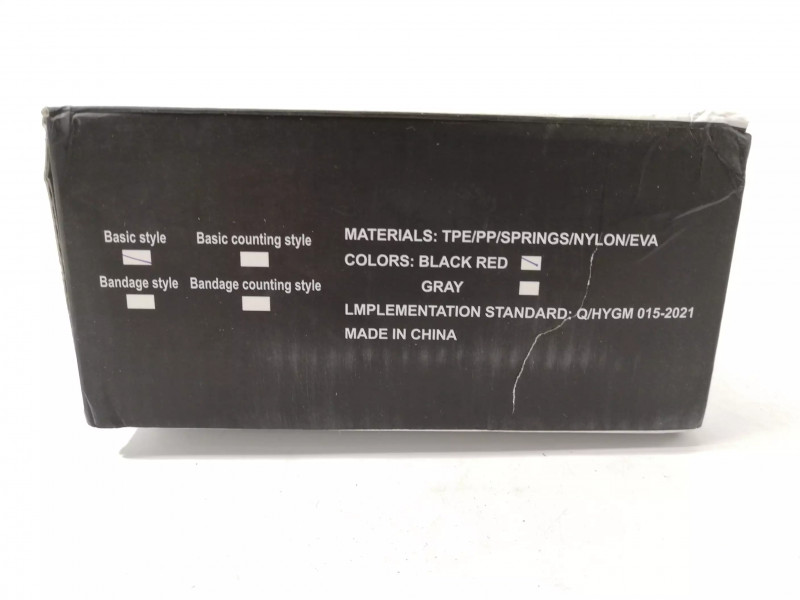 Basic style
Basic counting style
Bandage style
Bandage counting style
MATERIALS: TPE/PP/SPRINGS/NYLON/EVA
COLORS: BLACK RED
GRAY
LMPLEMENTATION STANDARD: Q/HYGM 015-2021
MADE IN CHINA